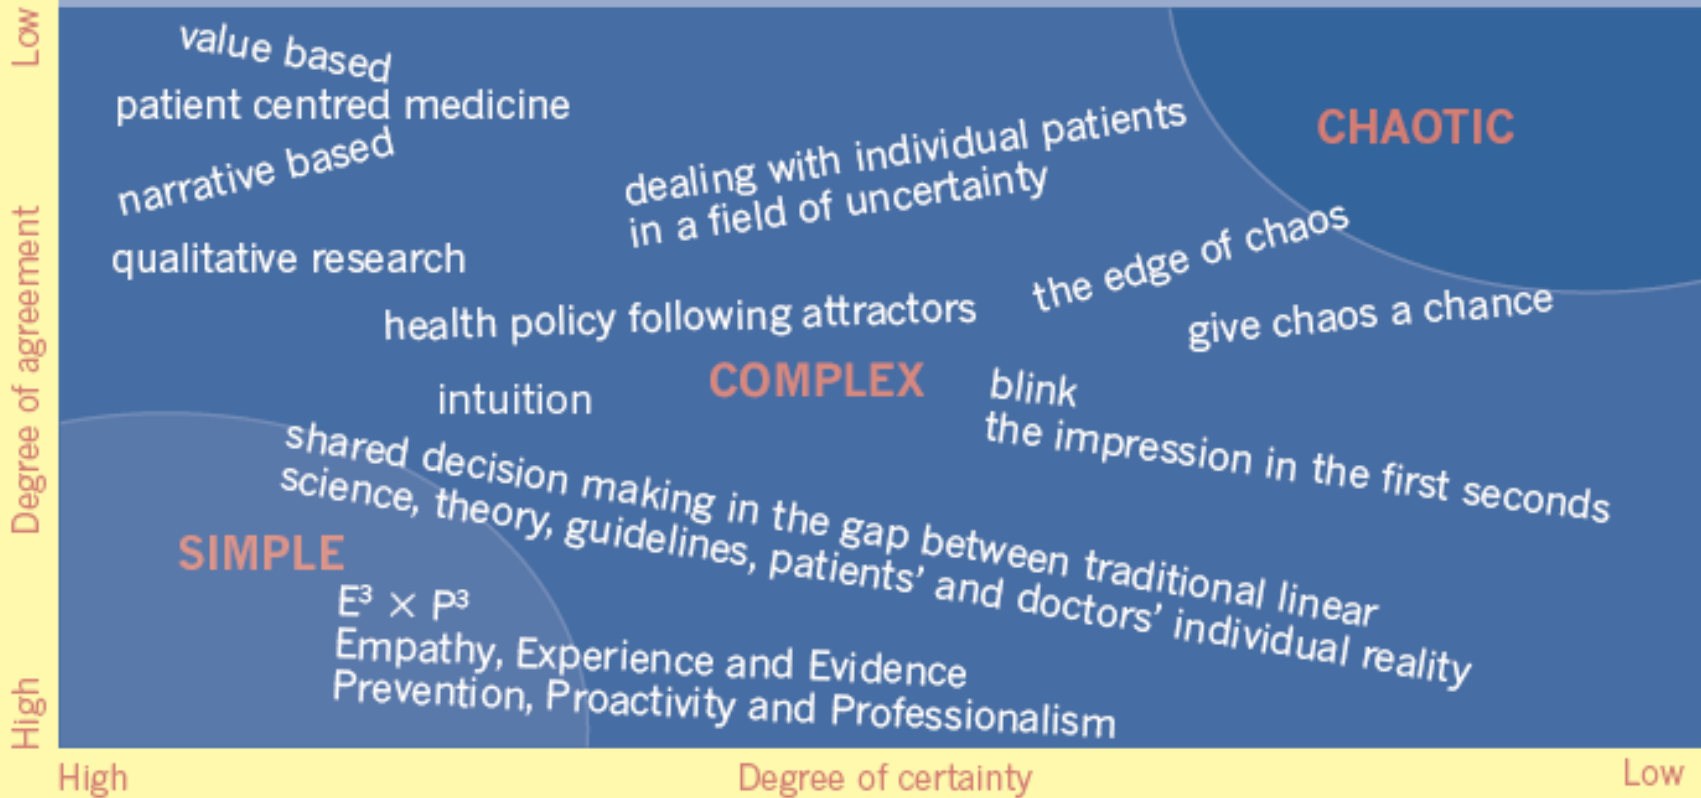 Low
value based
patient centred medicine
narrative based
qualitative research
CHAOTIC
dealing with individual patients
in a field of uncertainty
the edge of chaos
give chaos a chance
health policy following attractors
COMPLEX
intuition
blink
the impression in the first seconds
Degree of agreement
shared decision making in the gap between traditional linear
science, theory, guidelines, patients’ and doctors’ individual reality
SIMPLE
E³ × P³
Empathy, Experience and Evidence
Prevention, Proactivity and Professionalism
High
High
Degree of certainty
Low